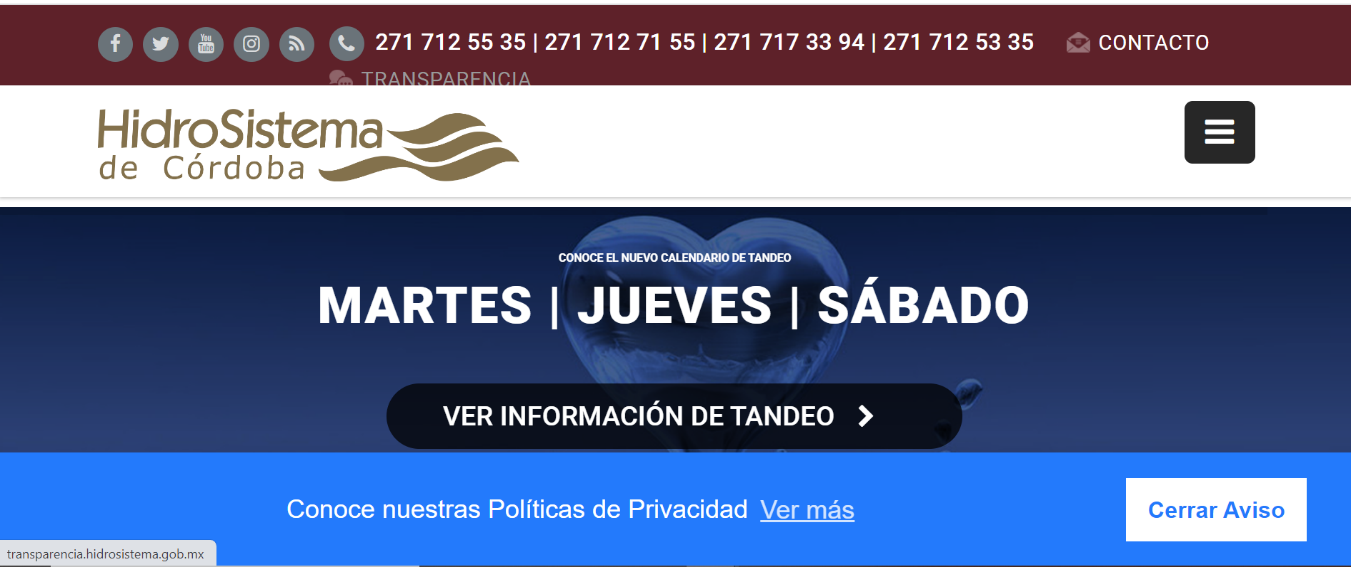 271 712 55 35 | 271 712 71 55 | 271 717 33 94 | 271 712 53 35 CONTACTO
TRANSPARENCIA
HidroSistema
de Córdoba
CONOCE EL NUEVO CALENDARIO DE TANDEO
MARTES | JUEVES | SÁBADO
VER INFORMACIÓN DE TANDEO
Conoce nuestras Políticas de Privacidad Ver más
Cerrar Aviso
transparencia.hidrosistema.gob.mx